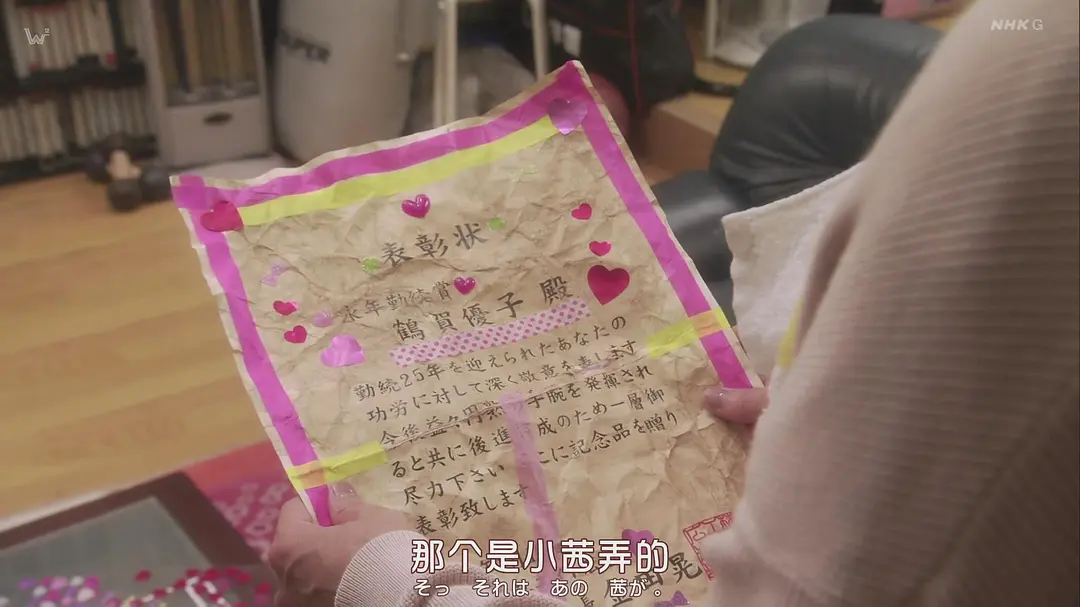 W²
NHK G
UPER
表彰状
永年勤続賞
鶴賀優子 殿
勤続25年を迎えられたあなたの
功労に対して深く敬意を表します
今後益々円熟の手腕を発揮され
ると共に後進 成のため一層御
尽力下さい こに記念品を贈り
表彰致します
那个是小茜弄的
そっ それは あの 茜が。